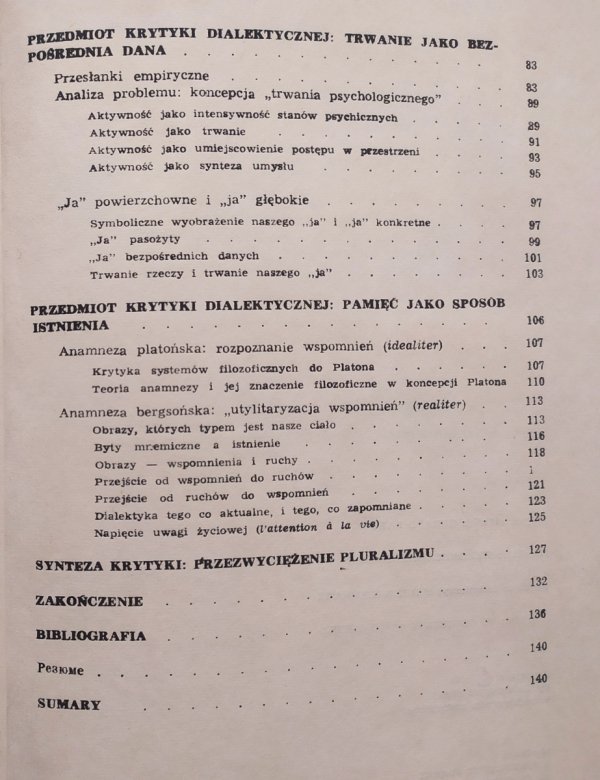 PRZEDMIOT KRYTYKI DIALEKTYCZNEJ: TRWANIE JAKO BEZ-
POŚREDNIA DANA . . . . . . . . . . . 83
Przesłanki empiryczne . . . . . . . . . . 83
Analiza problemu: koncepcja „trwania psychologicznego” . . . 89
Aktywność jako intensywność stanów psychicznych . . . . 89
Aktywność jako trwanie . . . . . . . . 91
Aktywność jako umiejscowienie postępu w przestrzeni . . . 93
Aktywność jako synteza umysłu . . . . . . . 95
„Ja” powierzchowne i „ja” głębokie . . . . . . . 97
Symboliczne wyobrażenie naszego „ja” i „ja” konkretne . . . 97
„Ja” pasożyty . . . . . . . . . . 99
„Ja” bezpośrednich danych . . . . . . . . 101
Trwanie rzeczy i trwanie naszego „ja” . . . . . . 103
PRZEDMIOT KRYTYKI DIALEKTYCZNEJ: PAMIĘĆ JAKO SPOSÓB
ISTNIENIA . . . . . . . . . . . . 106
Anamneza platońska: rozpoznanie wspomnień (idealiter) . . . 107
Krytyka systemów filozoficznych do Platona . . . . 107
Teoria anamnezy i jej znaczenie filozoficzne w koncepcji Platona 110
Anamneza bergsońska: „utylitaryzacja wspomnień” (realiter) . . 113
Obrazy, których typem jest nasze ciało . . . . . 113
Byty mnemiczne a istnienie . . . . . . . 116
Obrazy — wspomnienia i ruchy . . . . . . . 118
Przejście od wspomnień do ruchów . . . . . . 1
Przejście od ruchów do wspomnień . . . . . . 121
Dialektyka tego co aktualne, i tego, co zapomniane . . . . 123
Napięcie uwagi życiowej (l'attention à la vie) . . . . . 125
SYNTEZA KRYTYKI: PRZEZWYCIĘŻENIE PLURALIZMU . . . . 127
ZAKOŃCZENIE . . . . . . . . . . . . 132
BIBLIOGRAFIA . . . . . . . . . . . . 136
Резюме . . . . . . . . . . . . . . 140
SUMARY . . . . . . . . . . . . . 140